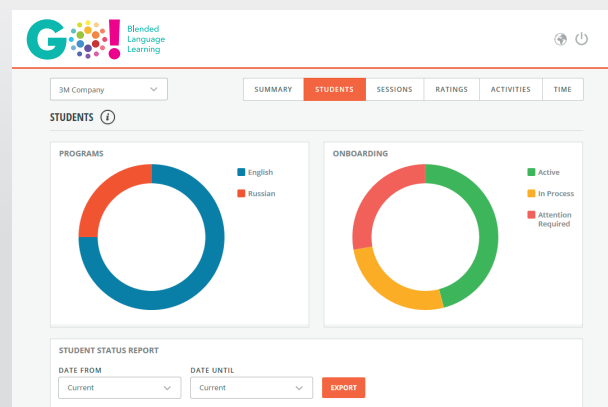 GO!
Blended
Language
Learning
3M Company
SUMMARY STUDENTS SESSIONS RATINGS ACTIVITIES TIME
STUDENTS i
PROGRAMS
English
Russian
ONBOARDING
Active
In Process
Attention
Required
STUDENT STATUS REPORT
DATE FROM DATE UNTIL
Current Current EXPORT